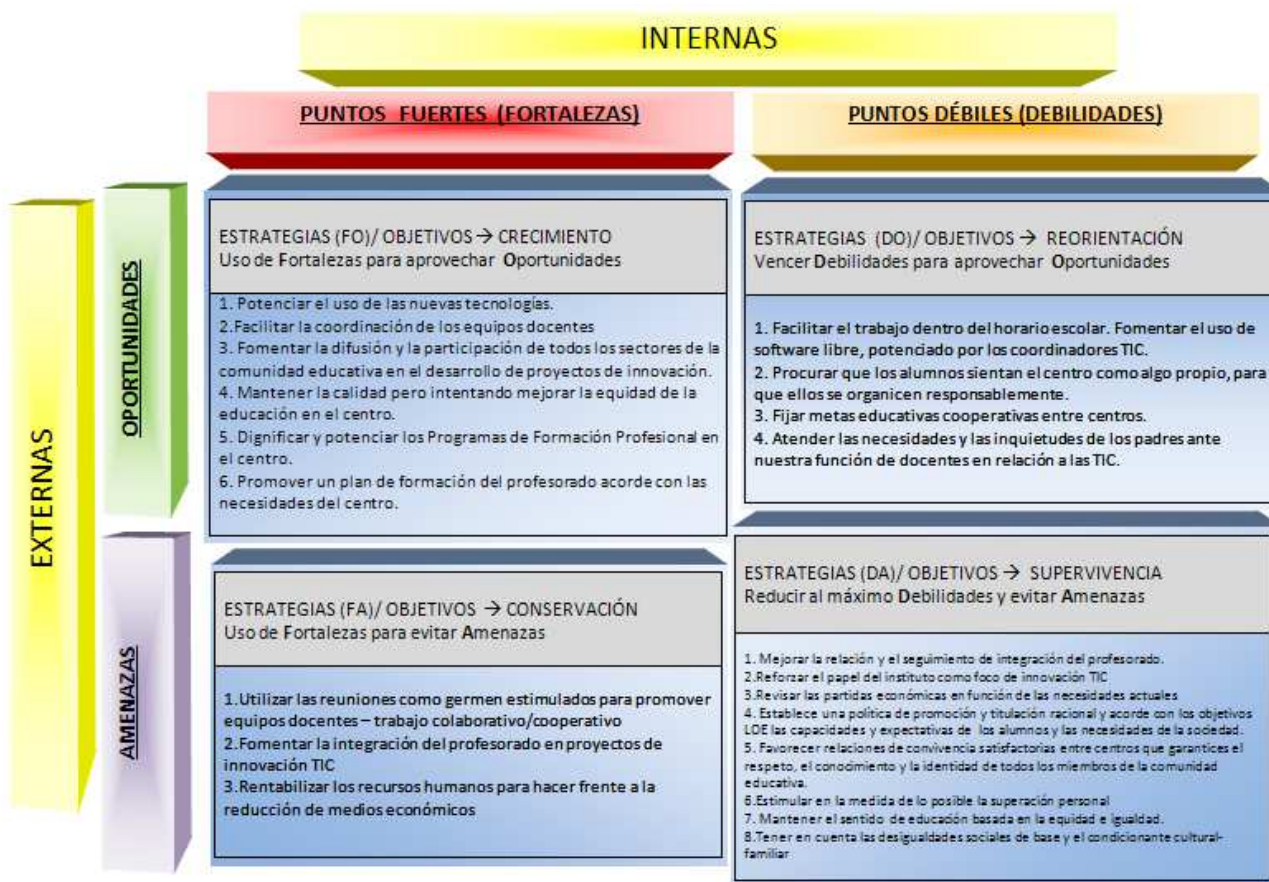 INTERNAS
PUNTOS FUERTES (FORTALEZAS)
PUNTOS DÉBILES (DEBILIDADES)
EXTERNAS
OPORTUNIDADES
ESTRATEGIAS (FO)/ OBJETIVOS → CRECIMIENTO
Uso de Fortalezas para aprovechar Oportunidades
1. Potenciar el uso de las nuevas tecnologías.
2.Facilitar la coordinación de los equipos docentes
3. Fomentar la difusión y la participación de todos los sectores de la
comunidad educativa en el desarrollo de proyectos de innovación.
4. Mantener la calidad pero intentando mejorar la equidad de la
educación en el centro.
5. Dignificar y potenciar los Programas de Formación Profesional en
el centro.
6. Promover un plan de formación del profesorado acorde con las
necesidades del centro.
ESTRATEGIAS (DO)/ OBJETIVOS → REORIENTACIÓN
Vencer Debilidades para aprovechar Oportunidades
1. Facilitar el trabajo dentro del horario escolar. Fomentar el uso de
software libre, potenciado por los coordinadores TIC.
2. Procurar que los alumnos sientan el centro como algo propio, para
que ellos se organicen responsablemente.
3. Fijar metas educativas cooperativas entre centros.
4. Atender las necesidades y las inquietudes de los padres ante
nuestra función de docentes en relación a las TIC.
AMENAZAS
ESTRATEGIAS (FA)/ OBJETIVOS → CONSERVACIÓN
Uso de Fortalezas para evitar Amenazas
1.Utilizar las reuniones como germen estimulados para promover
equipos docentes – trabajo colaborativo/cooperativo
2.Fomentar la integración del profesorado en proyectos de
innovación TIC
3.Rentabilizar los recursos humanos para hacer frente a la
reducción de medios económicos
ESTRATEGIAS (DA)/ OBJETIVOS → SUPERVIVENCIA
Reducir al máximo Debilidades y evitar Amenazas
1. Mejorar la relación y el seguimiento de integración del profesorado.
2.Reforzar el papel del instituto como foco de innovación TIC
3.Revisar las partidas económicas en función de las necesidades actuales
4. Establece una política de promoción y titulación racional y acorde con los objetivos
LOE las capacidades y expectativas de los alumnos y las necesidades de la sociedad.
5. Favorecer relaciones de convivencia satisfactorias entre centros que garantices el
respeto, el conocimiento y la identidad de todos los miembros de la comunidad
educativa.
6.Estimular en la medida de lo posible la superación personal
7. Mantener el sentido de educación basada en la equidad e igualdad.
8.Tener en cuenta las desigualdades sociales de base y el condicionante cultural-
familiar